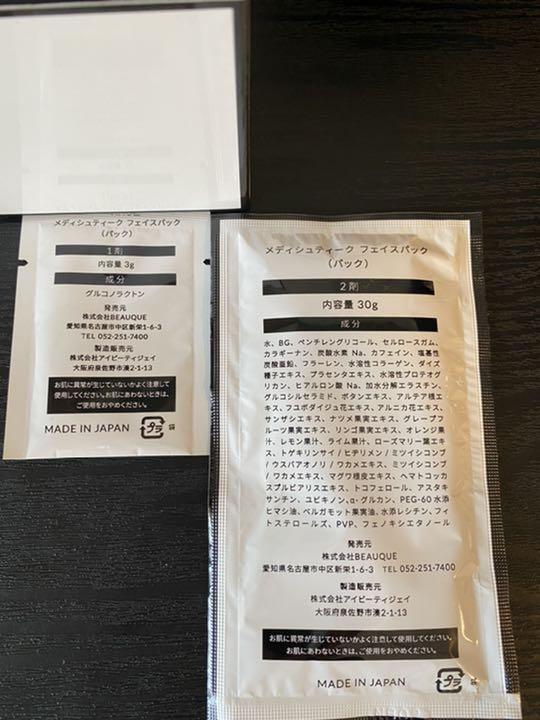 メディシュティーク フェイスパック
（パック）
1剤
内容量 3g
成分
グルコノラクトン
発売元
株式会社BEAUQUE
愛知県名古屋市中区新栄1-6-3
TEL 052-251-7400
製造販売元
株式会社アイピーティジェイ
大阪府泉佐野市湊2-1-13
お肌に異常が生じていないかよく注意して
使用してください。お肌にあわないときは、
ご使用をおやめください。
MADE IN JAPAN
プラ
袋
メディシュティーク フェイスパック
（パック）
2剤
内容量 30g
成分
水、BG、ペンチレングリコール、セルロースガム、
カラギーナン、炭酸水素 Na、カフェイン、塩基性
炭酸亜鉛、フラーレン、水溶性コラーゲン、ダイズ
種子エキス、プラセンタエキス、水溶性プロテオグ
リカン、ヒアルロン酸 Na、加水分解エラスチン、
グルコシルセラミド、ボタンエキス、アルテア根エ
キス、フユボダイジュ花エキス、アルニカ花エキス、
サンザシエキス、ナツメ果実エキス、グレープフ
ルーツ果実エキス、リンゴ果実エキス、オレンジ果
汁、レモン果汁、ライム果汁、ローズマリー葉エキ
ス、トゲキリンサイ / ヒヂリメン / ミツイシコンブ
/ ウスバアオノリ / ワカメエキス、ミツイシコンブ
/ ワカメエキス、マグワ根皮エキス、ヘマトコッカ
スプルビアリスエキス、トコフェロール、アスタキ
サンチン、ユビキノン、α-グルカン、PEG-60 水添
ヒマシ油、ベルガモット果実油、水添レシチン、フィ
トステロールズ、PVP、フェノキシエタノール
発売元
株式会社BEAUQUE
愛知県名古屋市中区新栄1-6-3 TEL 052-251-7400
製造販売元
株式会社アイピーティジェイ
大阪府泉佐野市湊2-1-13
お肌に異常が生じていないかよく注意して使用してください。
お肌にあわないときは、ご使用をおやめください。
MADE IN JAPAN
プラ
袋